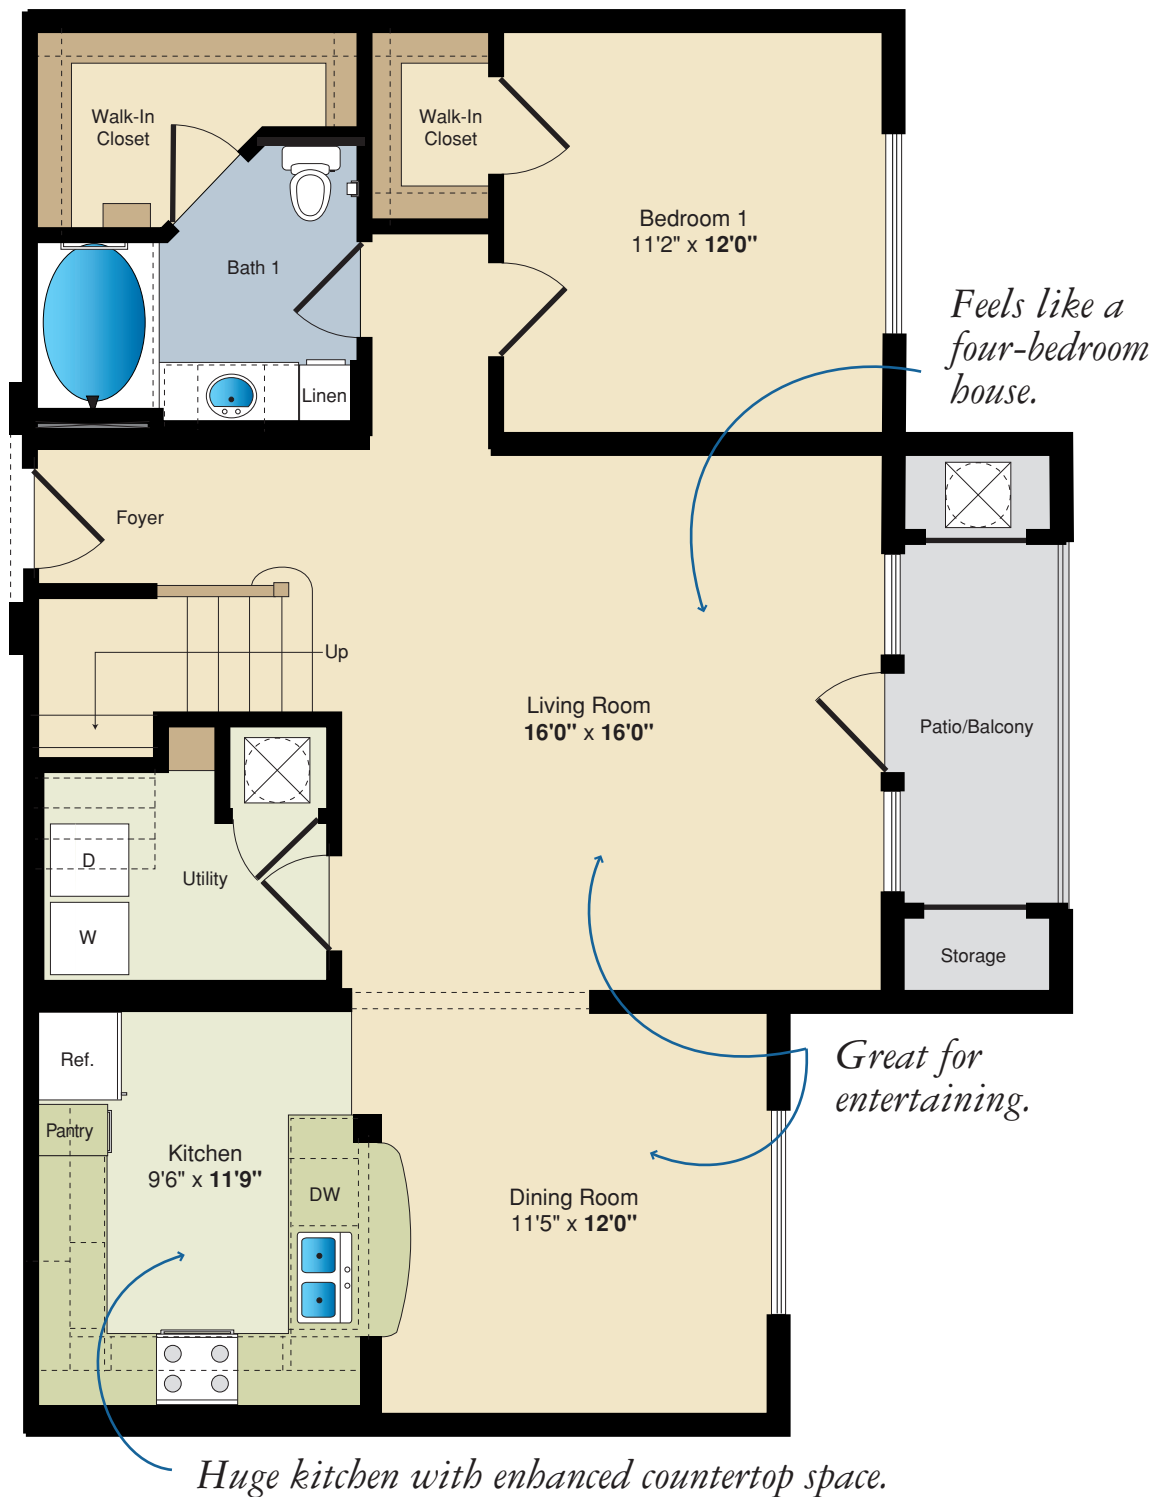 Walk-In
Closet
Walk-In
Closet
Bedroom 1
11'2" x 12'0"
Bath 1
Feels like a
four-bedroom
house.
Linen
Foyer
Up
Living Room
16'0" x 16'0"
Patio/Balcony
D
Utility
W
Storage
Ref.
Great for
entertaining.
Pantry
Kitchen
9'6" x 11'9"
DW
Dining Room
11'5" x 12'0"
Huge kitchen with enhanced countertop space.